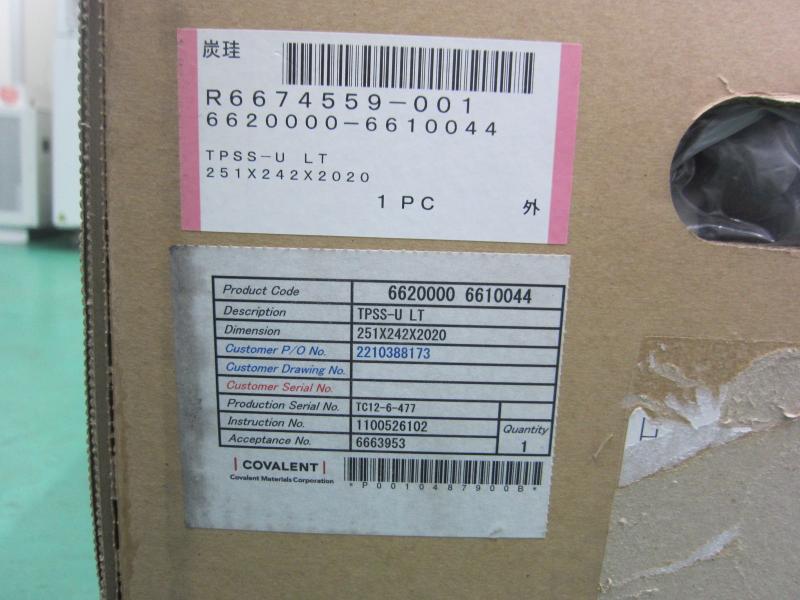 炭珪
R6674559-001
6620000-6610044
TPSS-U LT
251X242X2020
1 PC 外
Product Code 6620000 6610044
Description TPSS-U LT
Dimension 251X242X2020
Customer P/O No. 2210388173
Customer Drawing No.
Customer Serial No.
Production Serial No. TC12-6-477
Instruction No. 1100526102 Quantity
Acceptance No. 6663953 1
COVALENT
Covalent Materials Corporation
*P0010487900B*